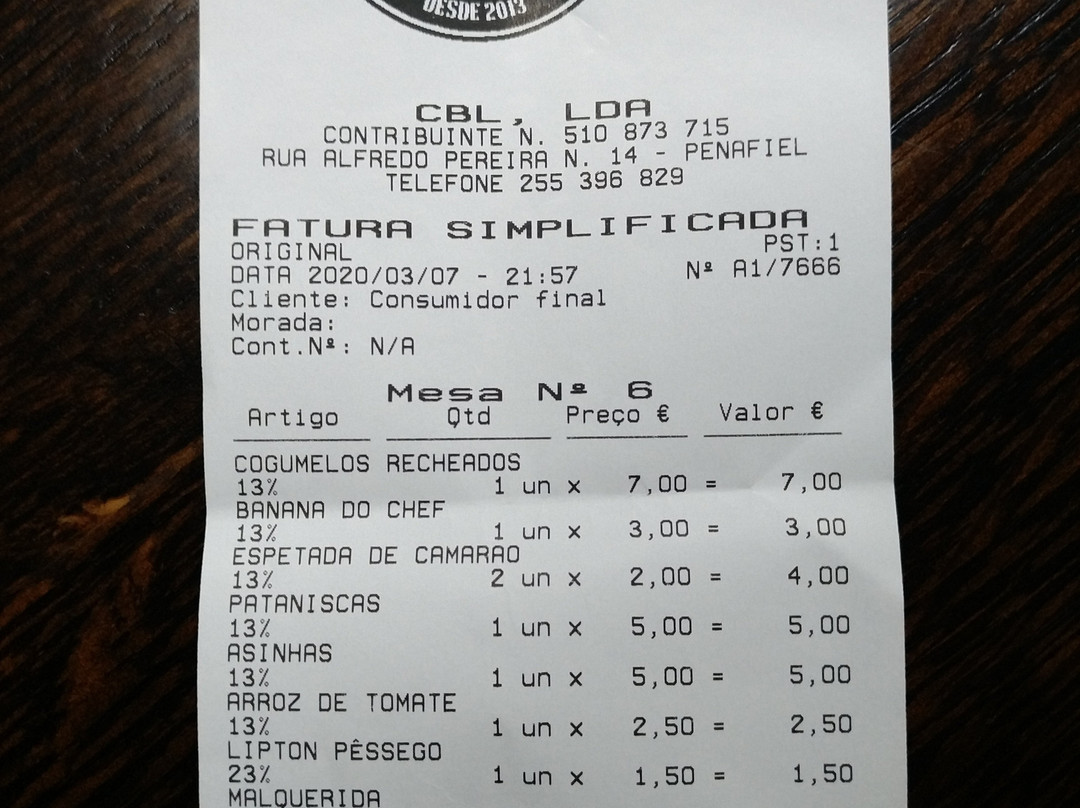 DESDE 2013
CBL, LDA
CONTRIBUINTE N. 510 873 715
RUA ALFREDO PEREIRA N. 14 - PENAFIEL
TELEFONE 255 396 829
FATURA SIMPLIFICADA
ORIGINAL PST:1
DATA 2020/03/07 - 21:57 Nº A1/7666
Cliente: Consumidor final
Morada:
Cont.Nº: N/A
Mesa Nº 6
Artigo Qtd Preço € Valor €
COGUMELOS RECHEADOS
13% 1 un x 7,00 = 7,00
BANANA DO CHEF
13% 1 un x 3,00 = 3,00
ESPETADA DE CAMARAO
13% 2 un x 2,00 = 4,00
PATANISCAS
13% 1 un x 5,00 = 5,00
ASINHAS
13% 1 un x 5,00 = 5,00
ARROZ DE TOMATE
13% 1 un x 2,50 = 2,50
LIPTON PÊSSEGO
23% 1 un x 1,50 = 1,50
MALQUERIDA